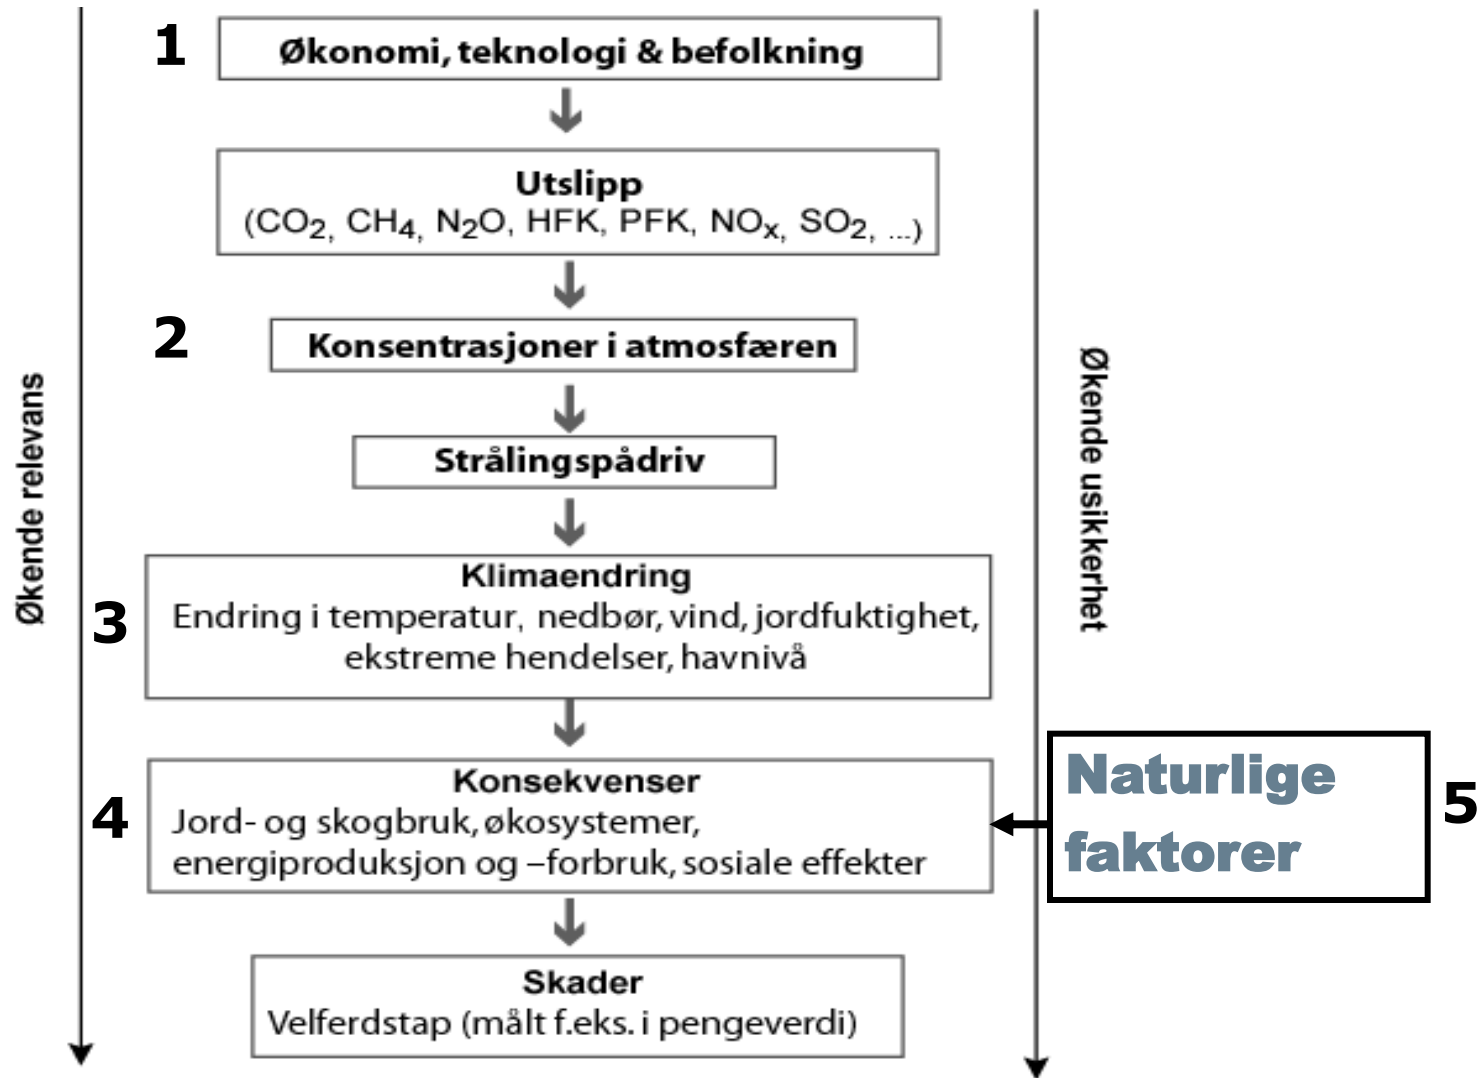 1
Økonomi, teknologi & befolkning
Utslipp
(CO₂, CH₄, N₂O, HFK, PFK, NOₓ, SO₂, ...)
2
Konsentrasjoner i atmosfæren
Strålingspådriv
Økende relevans
Økende usikkerhet
3
Klimaendring
Endring i temperatur, nedbør, vind, jordfuktighet,
ekstreme hendelser, havnivå
4
Konsekvenser
Jord- og skogbruk, økosystemer,
energiproduksjon og –forbruk, sosiale effekter
Naturlige
faktorer
5
Skader
Velferdstap (målt f.eks. i pengeverdi)